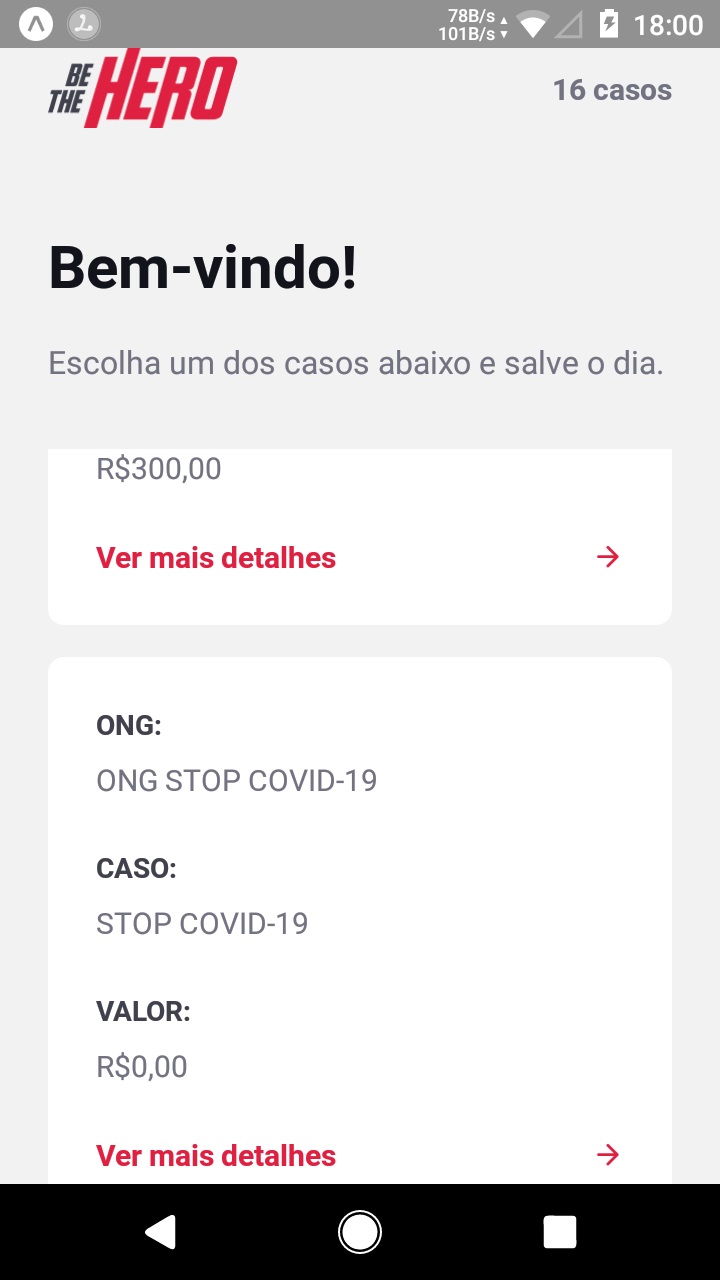 78B/s
101B/s
18:00
BE
THE
HERO
16 casos
Bem-vindo!
Escolha um dos casos abaixo e salve o dia.
R$300,00
Ver mais detalhes
ONG:
ONG STOP COVID-19
CASO:
STOP COVID-19
VALOR:
R$0,00
Ver mais detalhes